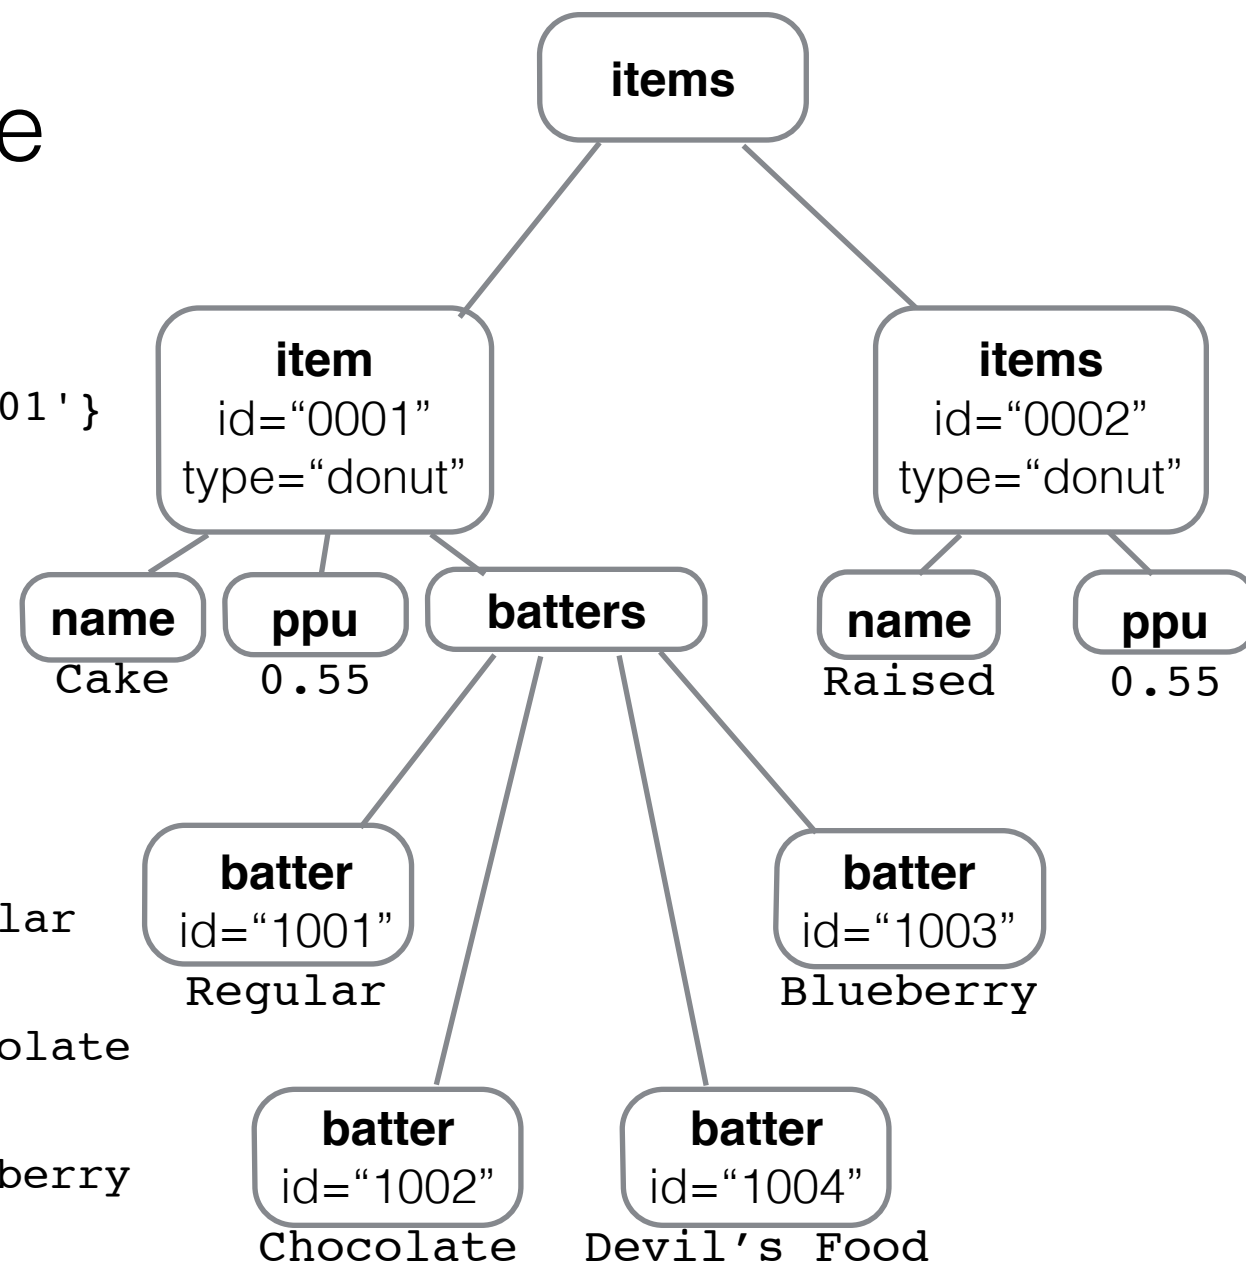 items
e
item
id=“0001”
type=“donut”
items
id=“0002”
type=“donut”
01'}
name
ppu
batters
name
ppu
Cake
0.55
Raised
0.55
batter
id=“1001”
Regular
batter
id=“1003”
Blueberry
lar
olate
batter
id=“1002”
Chocolate
batter
id=“1004”
Devil’s Food
berry